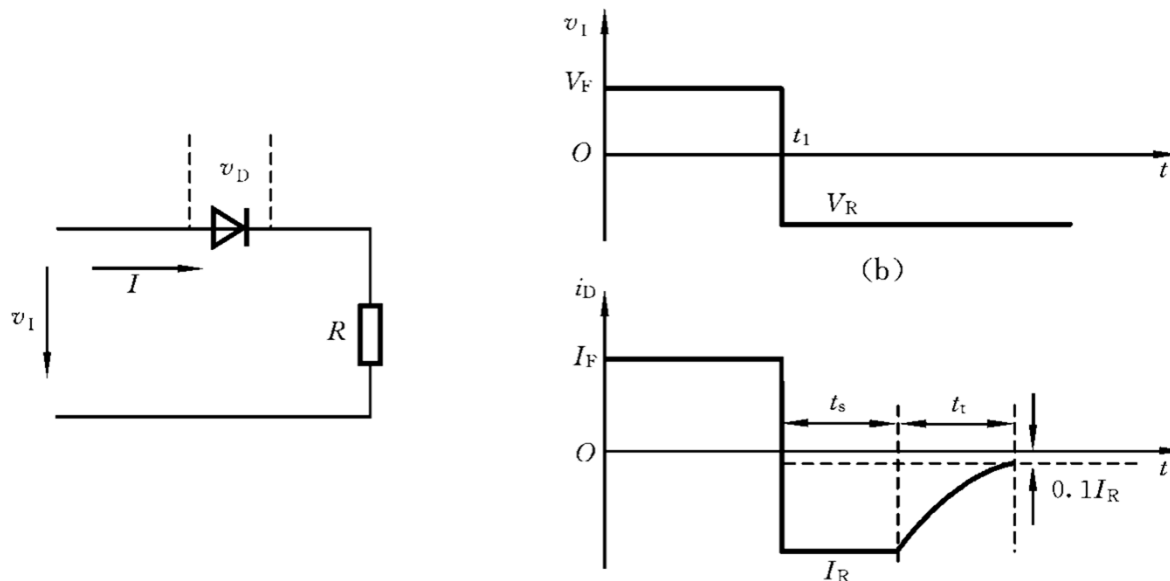 v_D
I
v_I
R
v_I
V_F
t_1
O
t
V_R
(b)
i_D
I_F
t_s
t_t
O
t
0.1I_R
I_R